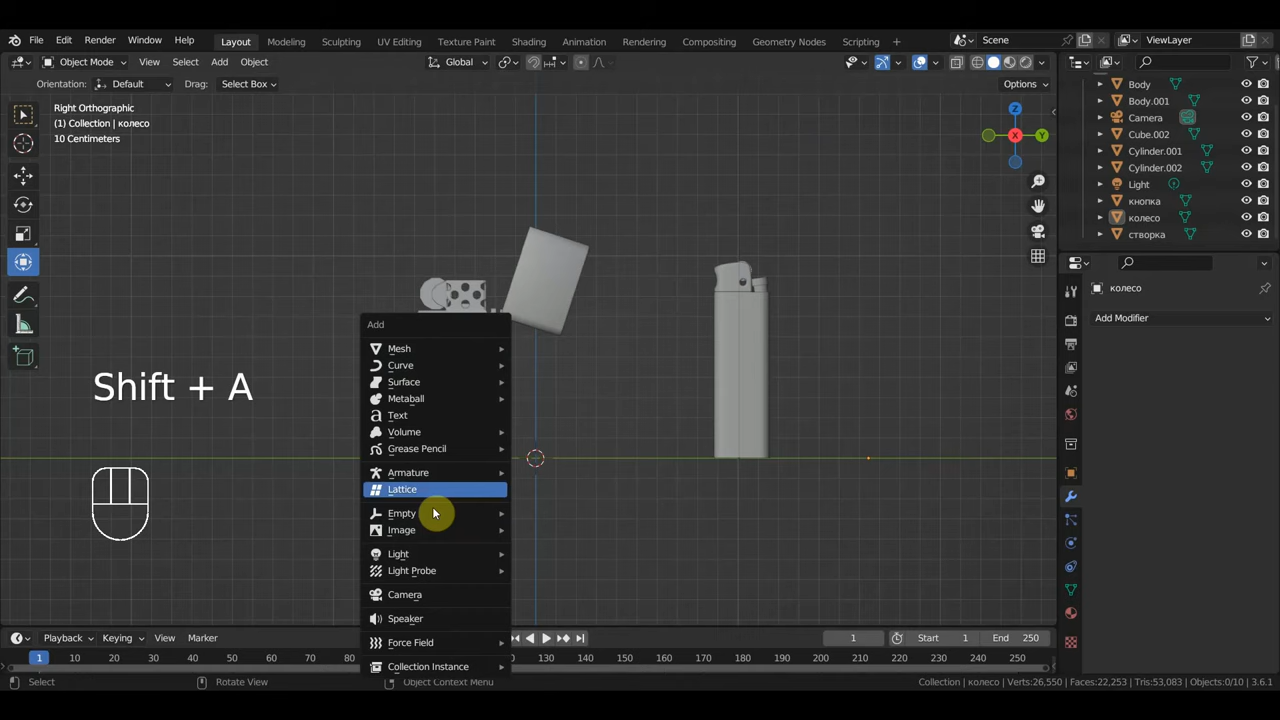 File Edit Render Window Help Layout Modeling Sculpting UV Editing Texture Paint Shading Animation Rendering Compositing Geometry Nodes Scripting + Scene ViewLayer
Object Mode View Select Add Object Global Options
Orientation: Default Drag: Select Box
Right Orthographic
(1) Collection | колесо
10 Centimeters
Z
Y
X
Body
Body.001
Camera
Cube.002
Cylinder.001
Cylinder.002
Light
кнопка
колесо
створка
колесо
Add Modifier
Shift + A
Add
Mesh
Curve
Surface
Metaball
Text
Volume
Grease Pencil
Armature
Lattice
Empty
Image
Light
Light Probe
Camera
Speaker
Force Field
Collection Instance
Playback Keying View Marker 1 Start 1 End 250
1 10 20 30 40 50 60 70 80 120 130 140 150 160 170 180 190 200 210 220 230 240 250
Select Rotate View Object Context Menu Collection | колесо | Verts:26,550 | Faces:22,253 | Tris:53,083 | Objects:0/10 | 3.6.1